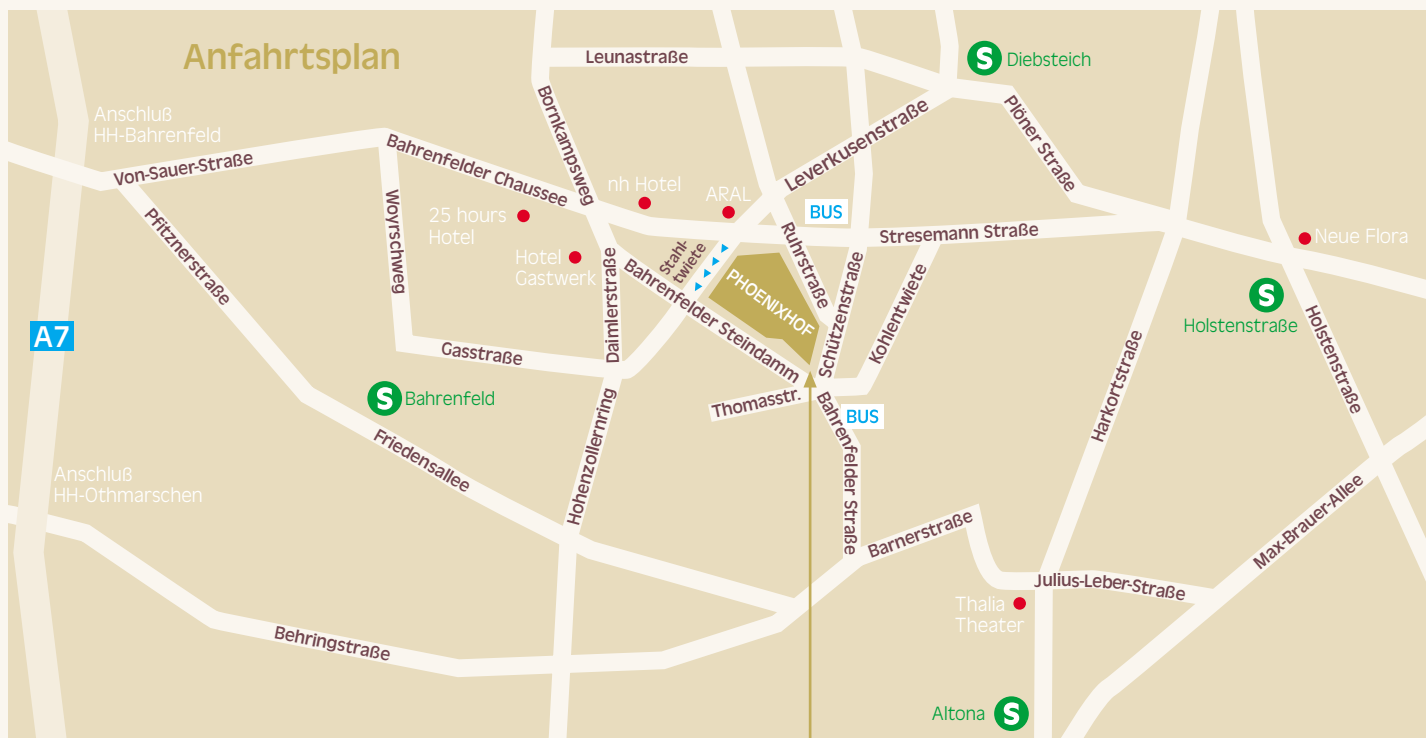 Anfahrtsplan
Leunastraße
S Diebsteich
Anschluß
HH-Bahrenfeld
Bornkampsweg
Plöner Straße
Leverkusenstraße
Von-Sauer-Straße
Bahrenfelder Chaussee
nh Hotel
ARAL
BUS
25 hours
Hotel
Woyrschweg
Pfitznerstraße
Stahl-
twiete
Ruhrstraße
Stresemann Straße
Neue Flora
Hotel
Gastwerk
Daimlerstraße
Bahrenfelder Steindamm
PHOENIXHOF
Schützenstraße
Kohlentwiete
S
Holstenstraße
Holstenstraße
A7
Gasstraße
Harkortstraße
S Bahrenfeld
Thomasstr.
BUS
Hohenzollernring
Bahrenfelder Straße
Friedensallee
Anschluß
HH-Othmarschen
Barnerstraße
Max-Brauer-Allee
Julius-Leber-Straße
Thalia
Theater
Behringstraße
Altona S